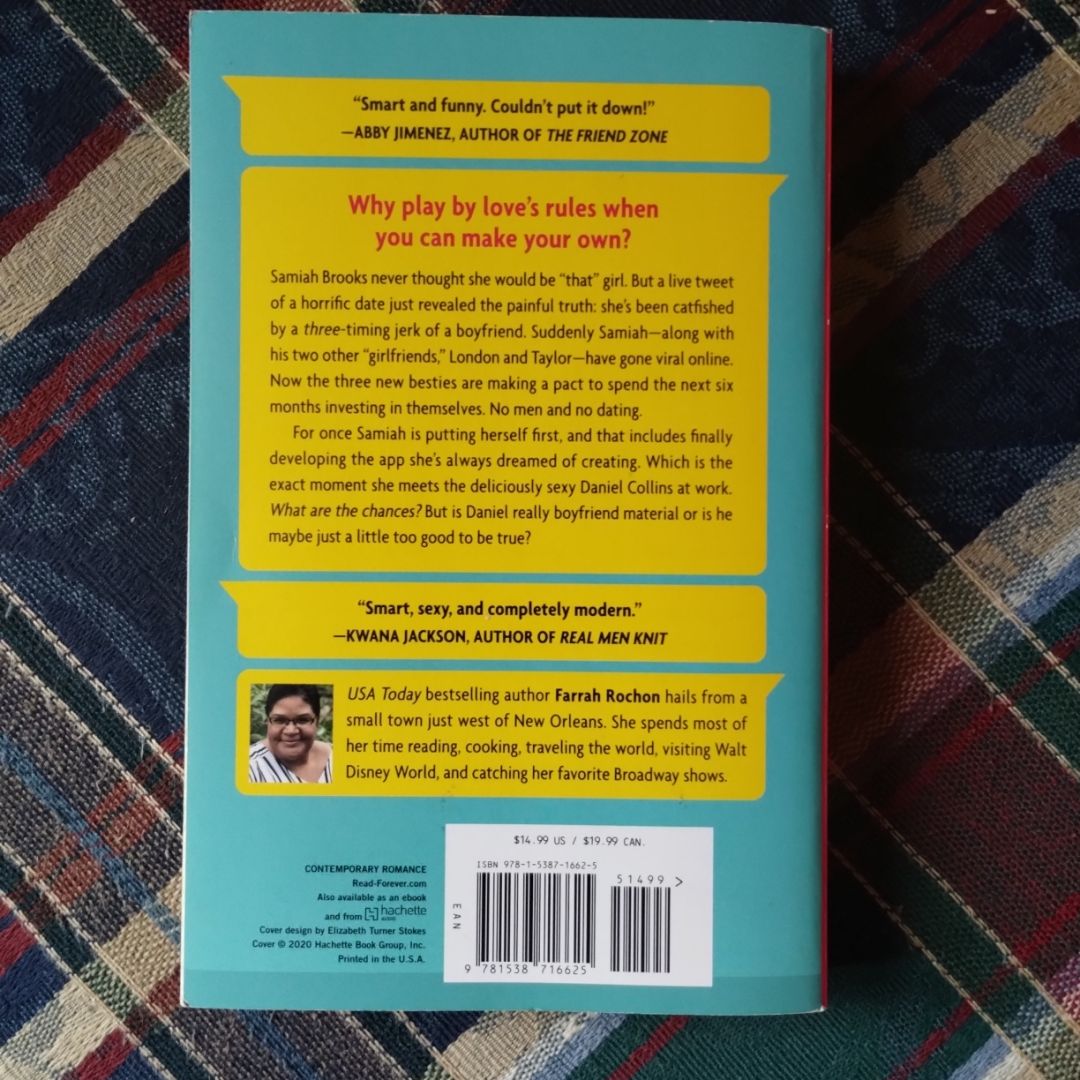 “Smart and funny. Couldn’t put it down!”
—ABBY JIMENEZ, AUTHOR OF THE FRIEND ZONE
Why play by love’s rules when
you can make your own?
Samiah Brooks never thought she would be “that” girl. But a live tweet
of a horrific date just revealed the painful truth: she’s been catfished
by a three-timing jerk of a boyfriend. Suddenly Samiah—along with
his two other “girlfriends,” London and Taylor—have gone viral online.
Now the three new besties are making a pact to spend the next six
months investing in themselves. No men and no dating.
For once Samiah is putting herself first, and that includes finally
developing the app she’s always dreamed of creating. Which is the
exact moment she meets the deliciously sexy Daniel Collins at work.
What are the chances? But is Daniel really boyfriend material or is he
maybe just a little too good to be true?
“Smart, sexy, and completely modern.”
—KWANA JACKSON, AUTHOR OF REAL MEN KNIT
USA Today bestselling author Farrah Rochon hails from a
small town just west of New Orleans. She spends most of
her time reading, cooking, traveling the world, visiting Walt
Disney World, and catching her favorite Broadway shows.
CONTEMPORARY ROMANCE
Read-Forever.com
Also available as an ebook
and from hachette
AUDIO
Cover design by Elizabeth Turner Stokes
Cover © 2020 Hachette Book Group, Inc.
Printed in the U.S.A.
$14.99 US / $19.99 CAN.
ISBN 978-1-5387-1662-5
51499 >
EAN
9 781538 716625